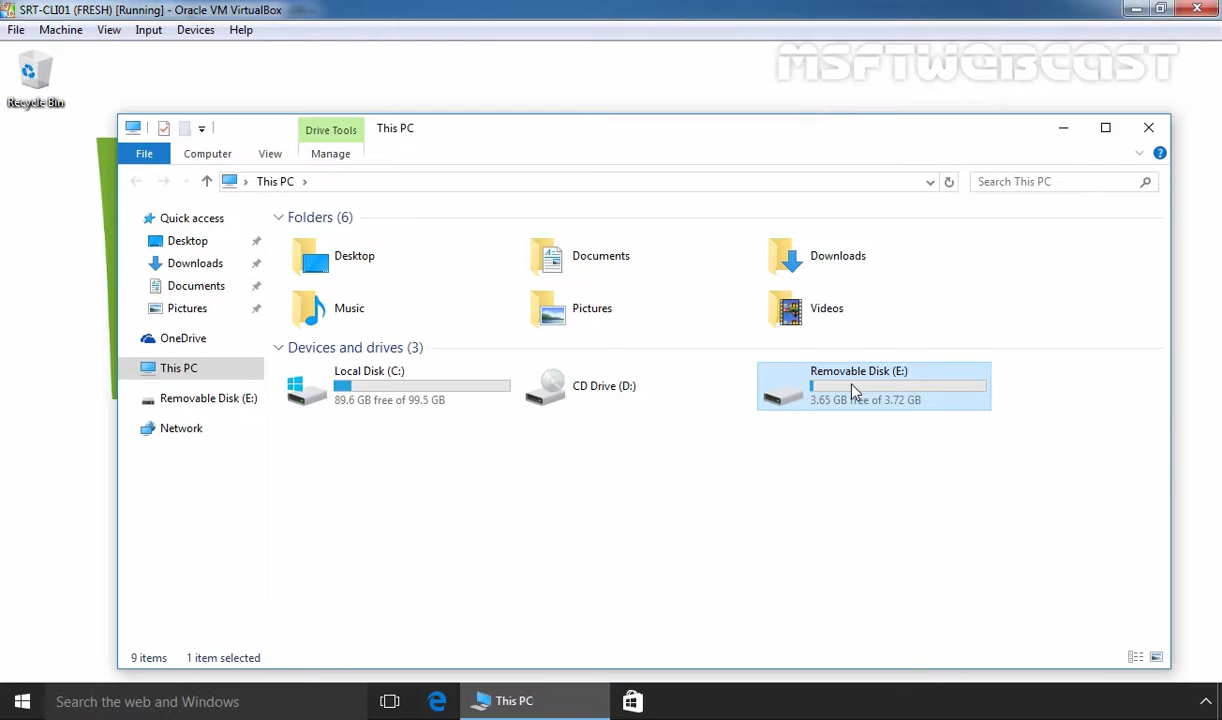 SRT-CLI01 (FRESH) [Running] - Oracle VM VirtualBox
File Machine View Input Devices Help
MSFTWEBCAST
Recycle Bin
Drive Tools This PC
File Computer View Manage
This PC
Search This PC
Quick access
Desktop
Downloads
Documents
Pictures
OneDrive
This PC
Removable Disk (E:)
Network
Folders (6)
Desktop Documents Downloads
Music Pictures Videos
Devices and drives (3)
Local Disk (C:)
89.6 GB free of 99.5 GB
CD Drive (D:)
Removable Disk (E:)
3.65 GB free of 3.72 GB
9 items 1 item selected
Search the web and Windows This PC